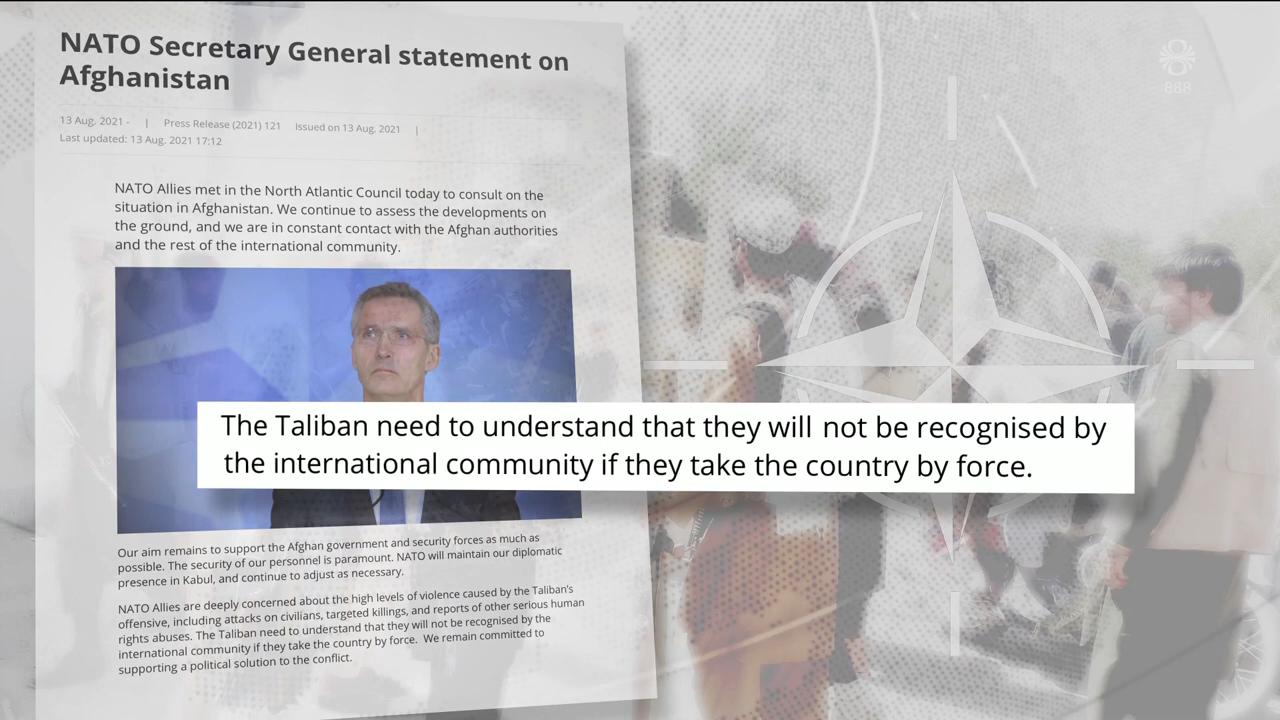 NATO Secretary General statement on
Afghanistan
13 Aug. 2021 - | Press Release (2021) 121 Issued on 13 Aug. 2021 |
Last updated: 13 Aug. 2021 17:12
NATO Allies met in the North Atlantic Council today to consult on the
situation in Afghanistan. We continue to assess the developments on
the ground, and we are in constant contact with the Afghan authorities
and the rest of the international community.
The Taliban need to understand that they will not be recognised by
the international community if they take the country by force.
Our aim remains to support the Afghan government and security forces as much as
possible. The security of our personnel is paramount. NATO will maintain our diplomatic
presence in Kabul, and continue to adjust as necessary.
NATO Allies are deeply concerned about the high levels of violence caused by the Taliban's
offensive, including attacks on civilians, targeted killings, and reports of other serious human
rights abuses. The Taliban need to understand that they will not be recognised by the
international community if they take the country by force. We remain committed to
supporting a political solution to the conflict.
888